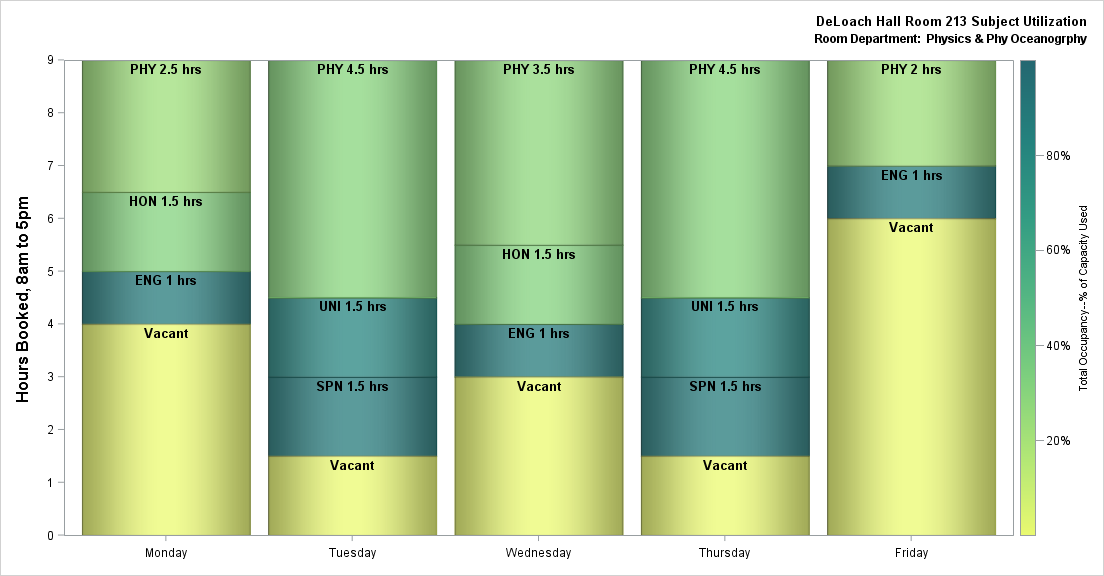 DeLoach Hall Room 213 Subject Utilization
Room Department: Physics & Phy Oceanogrphy
Hours Booked, 8am to 5pm
9
8
7
6
5
4
3
2
1
0
PHY 2.5 hrs
HON 1.5 hrs
ENG 1 hrs
Vacant
Monday
PHY 4.5 hrs
UNI 1.5 hrs
SPN 1.5 hrs
Vacant
Tuesday
PHY 3.5 hrs
HON 1.5 hrs
ENG 1 hrs
Vacant
Wednesday
PHY 4.5 hrs
UNI 1.5 hrs
SPN 1.5 hrs
Vacant
Thursday
PHY 2 hrs
ENG 1 hrs
Vacant
Friday
80%
60%
40%
20%
Total Occupancy--% of Capacity Used